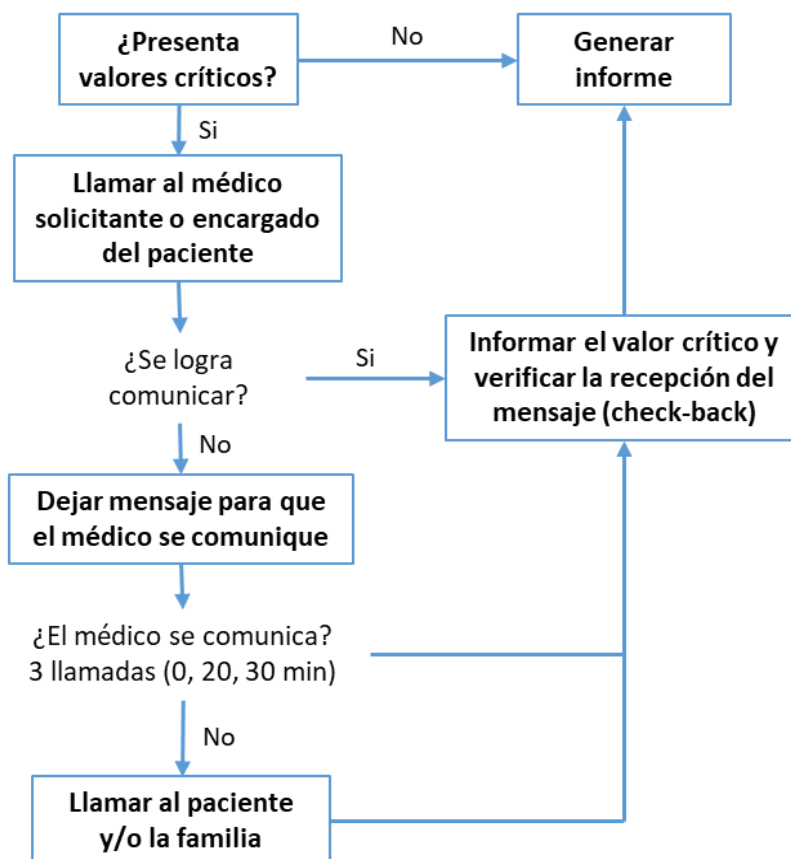 ¿Presenta
valores críticos?
No
Generar
informe
Si
Llamar al médico
solicitante o encargado
del paciente
¿Se logra
comunicar?
Si
Informar el valor crítico y
verificar la recepción del
mensaje (check-back)
No
Dejar mensaje para que
el médico se comunique
¿El médico se comunica?
3 llamadas (0, 20, 30 min)
No
Llamar al paciente
y/o la familia